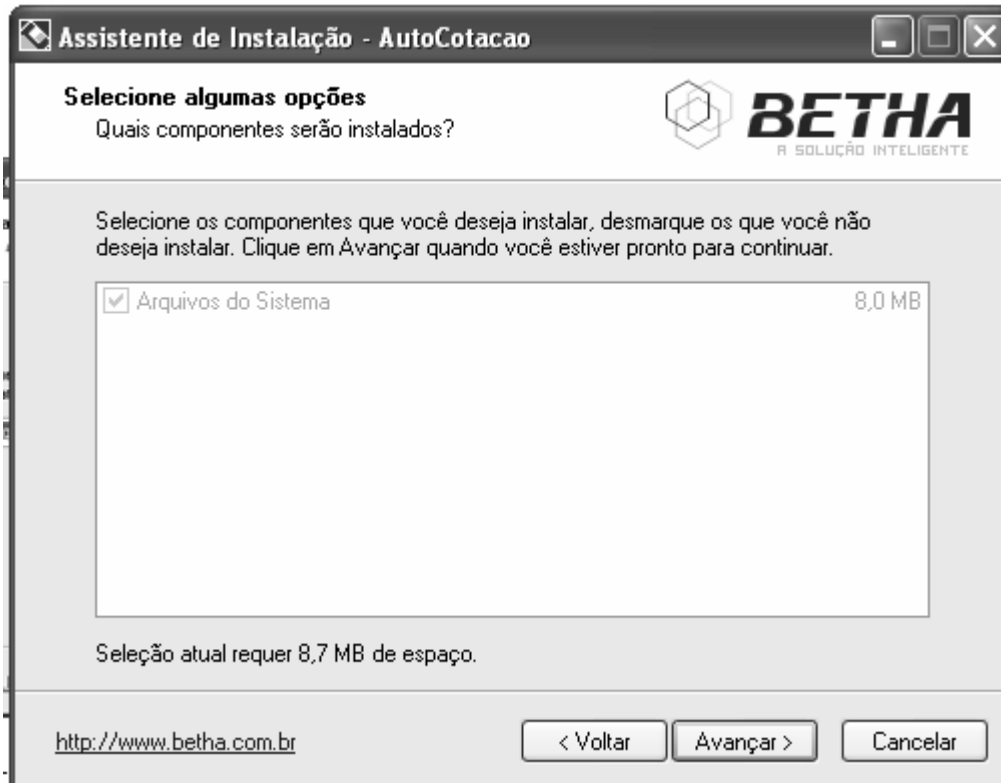 Assistente de Instalação - AutoCotacao
Selecione algumas opções
Quais componentes serão instalados?
BETHA
A SOLUÇÃO INTELIGENTE
Selecione os componentes que você deseja instalar, desmarque os que você não
deseja instalar. Clique em Avançar quando você estiver pronto para continuar.
Arquivos do Sistema 8,0 MB
Seleção atual requer 8,7 MB de espaço.
http://www.betha.com.br < Voltar Avançar > Cancelar